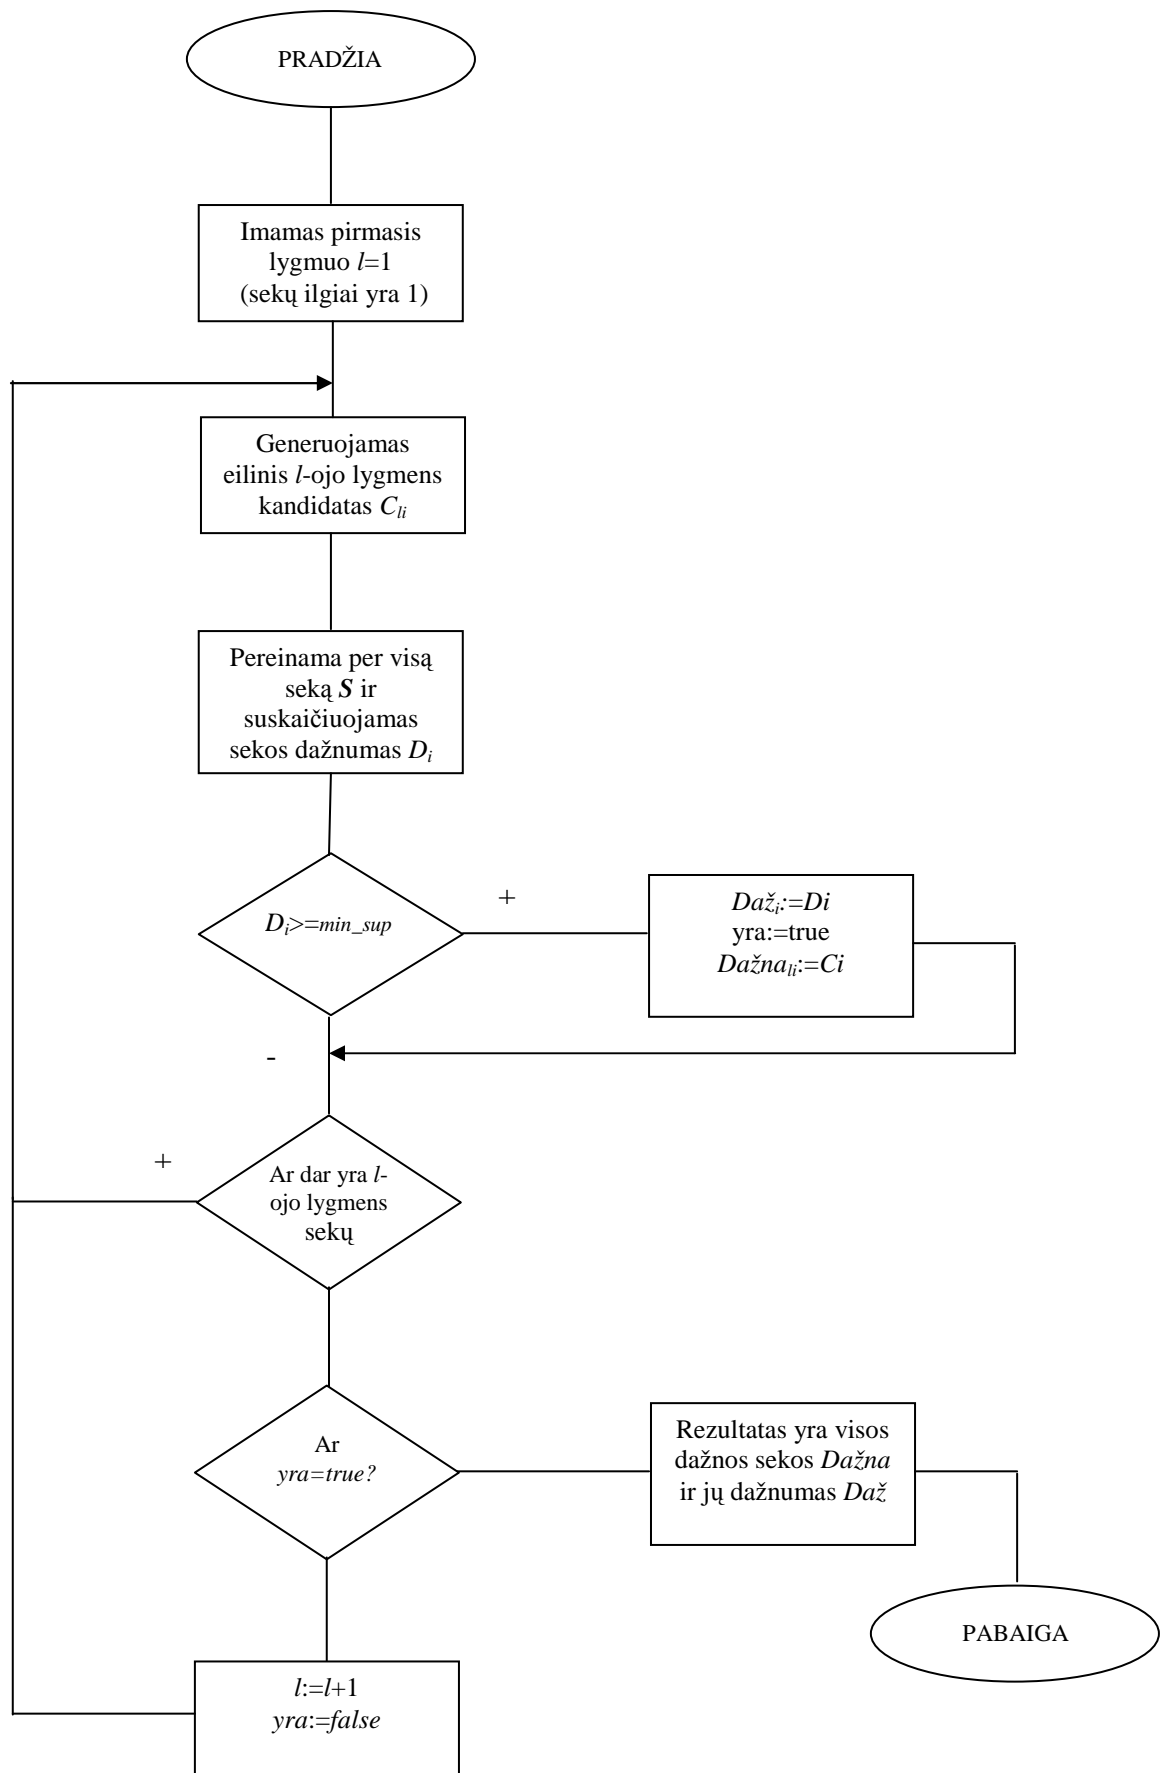 PRADŽIA
Imamas pirmasis
lygmuo l=1
(sekų ilgiai yra 1)
Generuojamas
eilinis l-ojo lygmens
kandidatas Cli
Pereinama per visą
seką S ir
suskaičiuojamas
sekos dažnumas Di
Di>=min_sup
+
Daži:=Di
yra:=true
Dažnali:=Ci
-
+
Ar dar yra l-
ojo lygmens
sekų
Ar
yra=true?
Rezultatas yra visos
dažnos sekos Dažna
ir jų dažnumas Daž
PABAIGA
l:=l+1
yra:=false